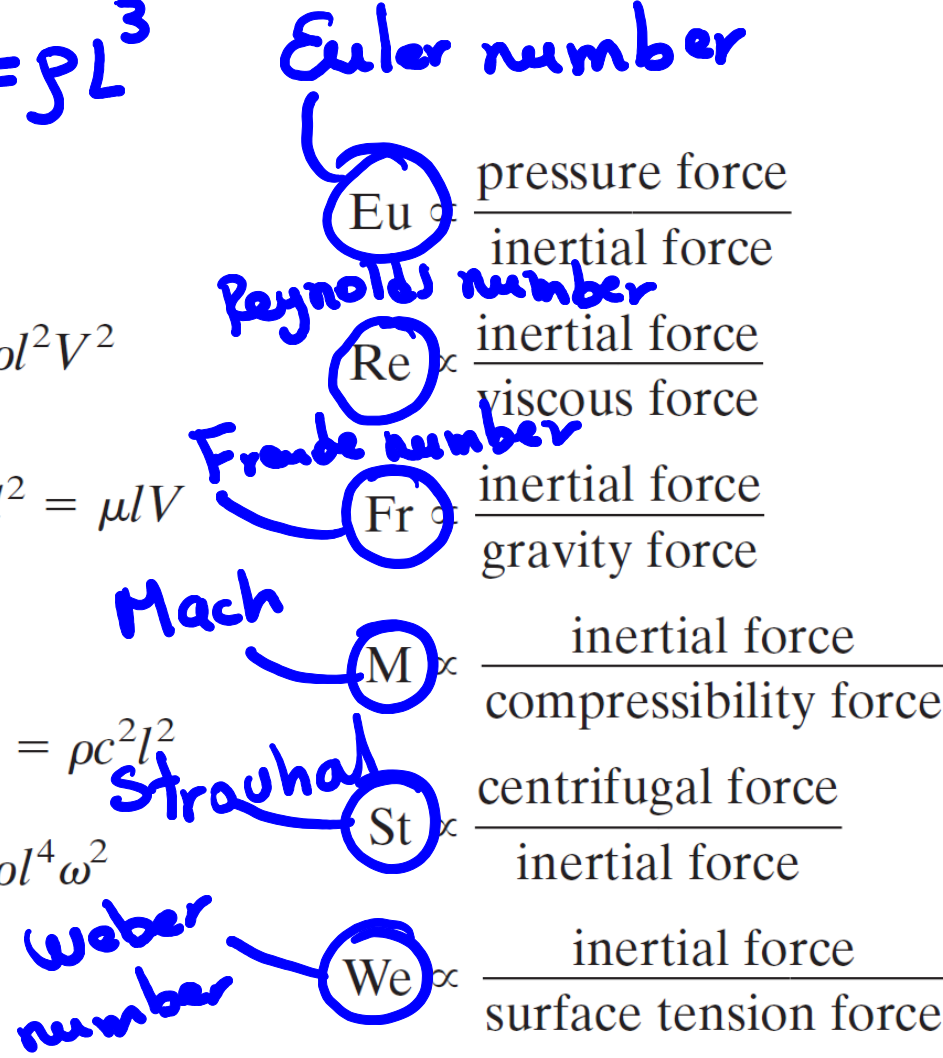 =ρL³ Euler number
Eu ∝ pressure force / inertial force
Reynolds number
ρl²V² Re ∝ inertial force / viscous force
Froude number
l² = μlV Fr ∝ inertial force / gravity force
Mach
M ∝ inertial force / compressibility force
= ρc²l²
Strouhal
St ∝ centrifugal force / inertial force
ρl⁴ω²
Weber
number
We ∝ inertial force / surface tension force